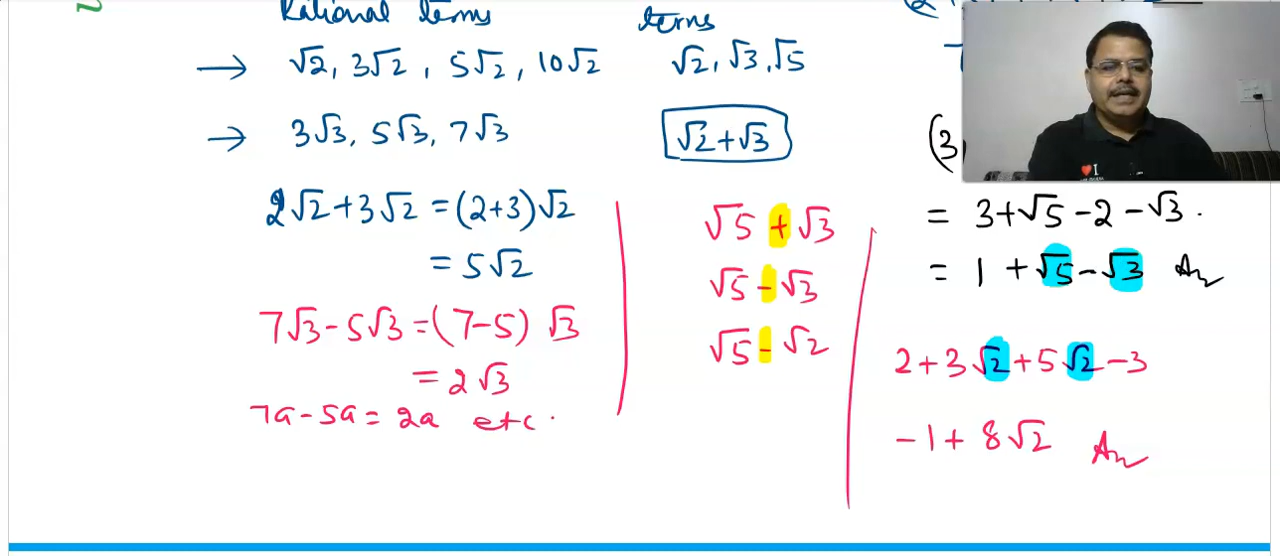 Rational terms
terms
→ √2, 3√2, 5√2, 10√2
√2, √3, √5
→ 3√3, 5√3, 7√3
√2+√3
2√2+3√2 = (2+3)√2
= 5√2
7√3-5√3 = (7-5) √3
= 2√3
7a-5a = 2a etc.
√5 + √3
√5 - √3
√5 - √2
(3
= 3+√5-2-√3.
= 1 + √5-√3 An
2+3√2+5√2-3
-1+8√2 An
I